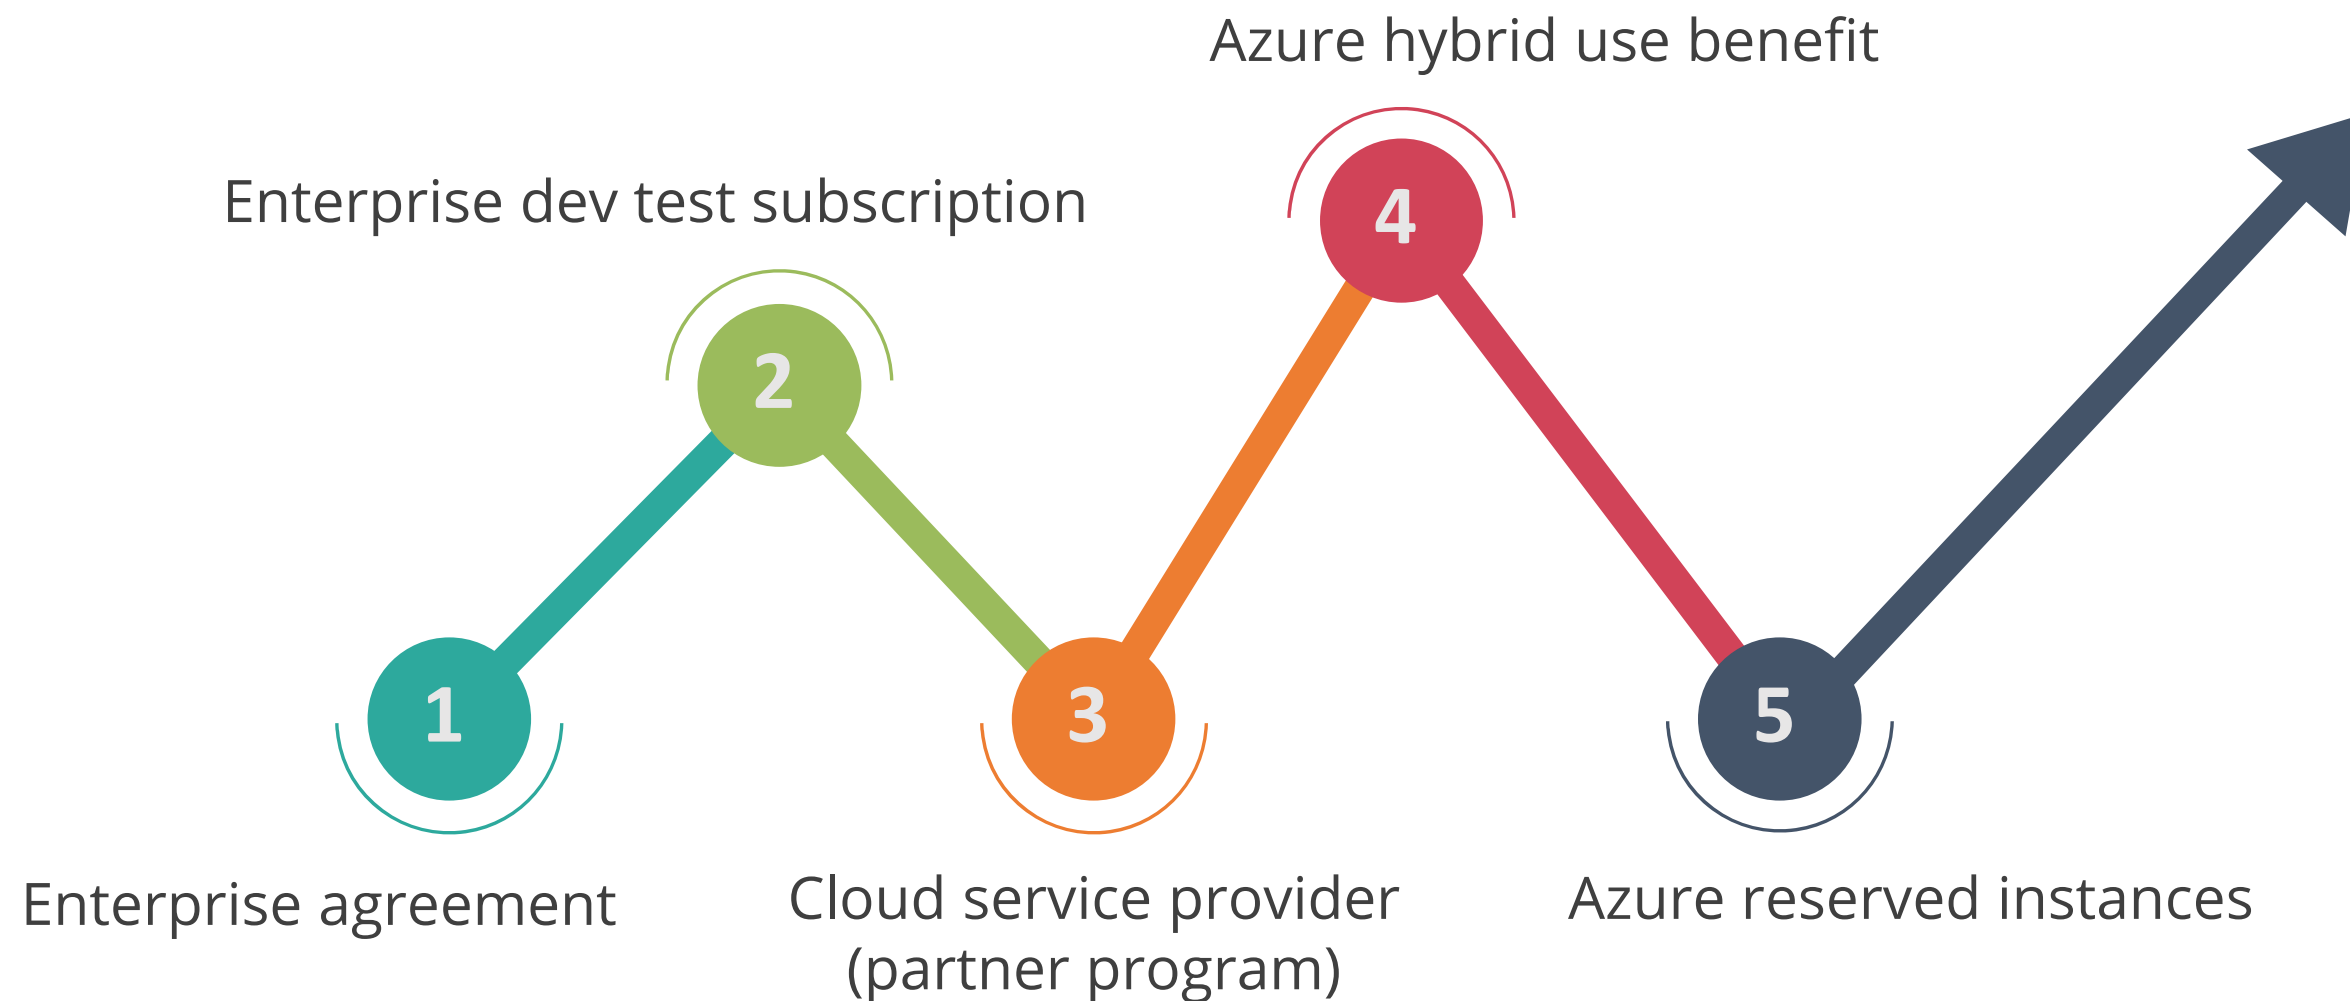 Azure hybrid use benefit
Enterprise dev test subscription
4
2
1
3
5
Enterprise agreement
Cloud service provider
(partner program)
Azure reserved instances